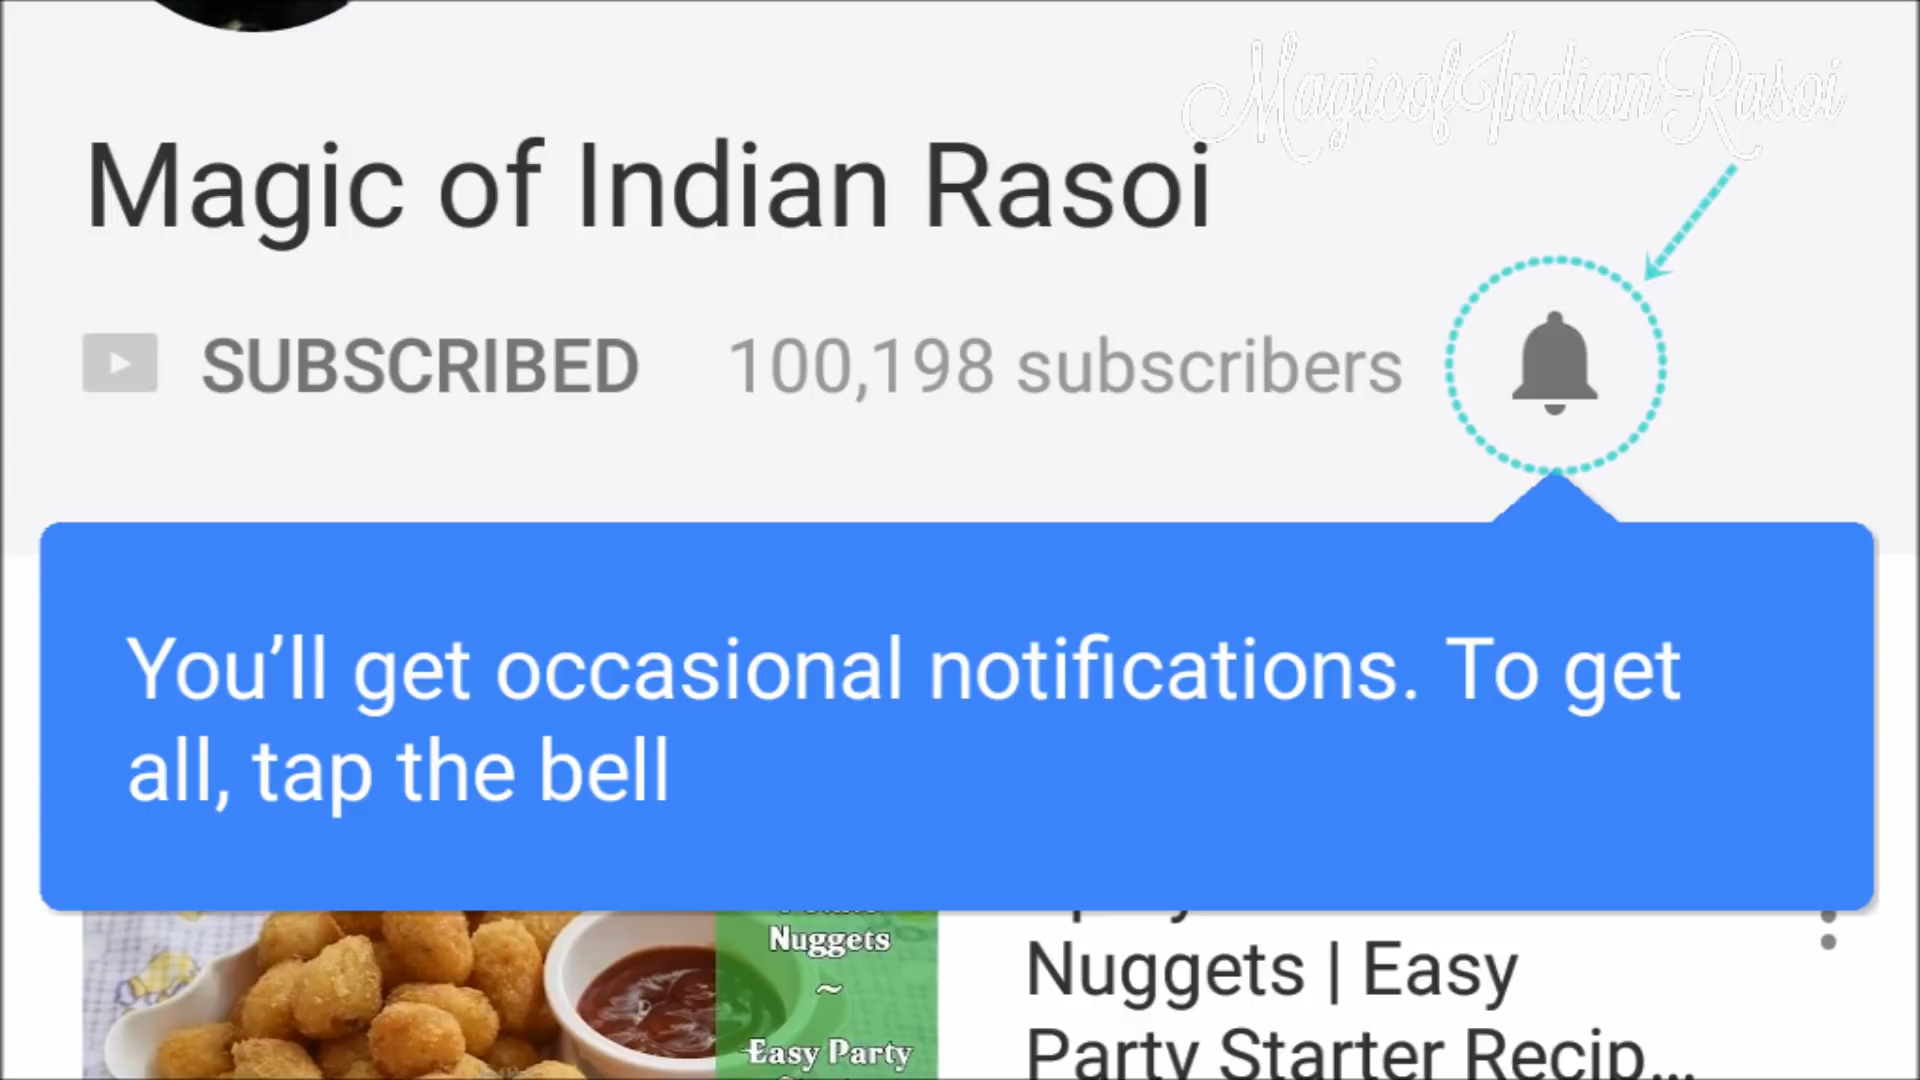 MagicofIndianRasoi
Magic of Indian Rasoi
SUBSCRIBED 100,198 subscribers
You’ll get occasional notifications. To get
all, tap the bell
Nuggets
~
Easy Party
Nuggets | Easy
Party Starter Recip...